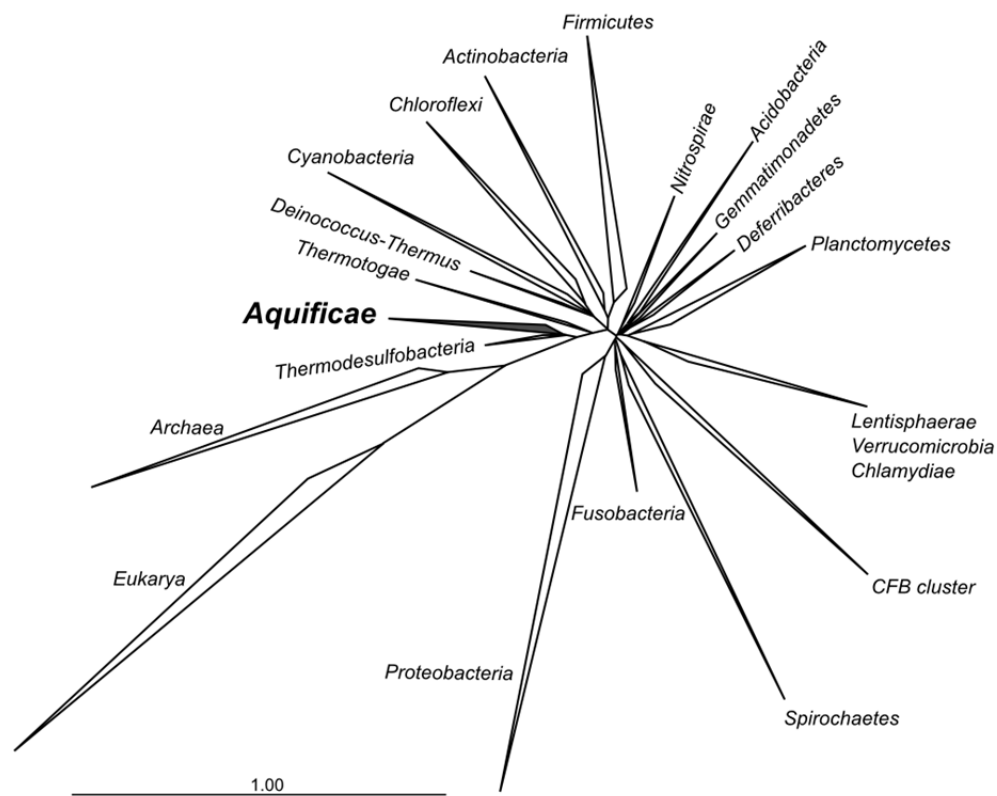 Firmicutes
Actinobacteria
Chloroflexi
Cyanobacteria
Deinococcus-Thermus
Thermotogae
Aquificae
Thermodesulfobacteria
Archaea
Eukarya
Proteobacteria
Fusobacteria
Spirochaetes
CFB cluster
Lentisphaerae
Verrucomicrobia
Chlamydiae
Planctomycetes
Deferribacteres
Gemmatimonadetes
Acidobacteria
Nitrospirae
1.00